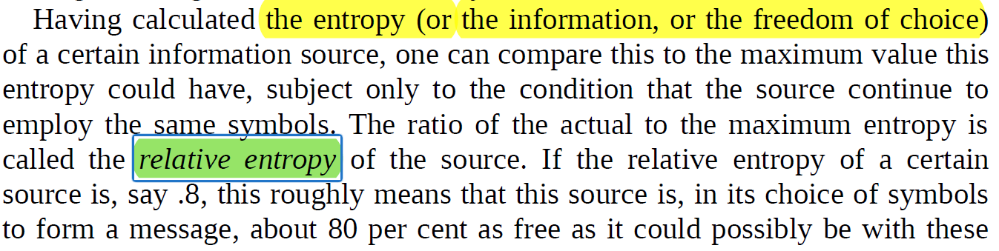 Having calculated the entropy (or the information, or the freedom of choice)
of a certain information source, one can compare this to the maximum value this
entropy could have, subject only to the condition that the source continue to
employ the same symbols. The ratio of the actual to the maximum entropy is
called the relative entropy of the source. If the relative entropy of a certain
source is, say .8, this roughly means that this source is, in its choice of symbols
to form a message, about 80 per cent as free as it could possibly be with these